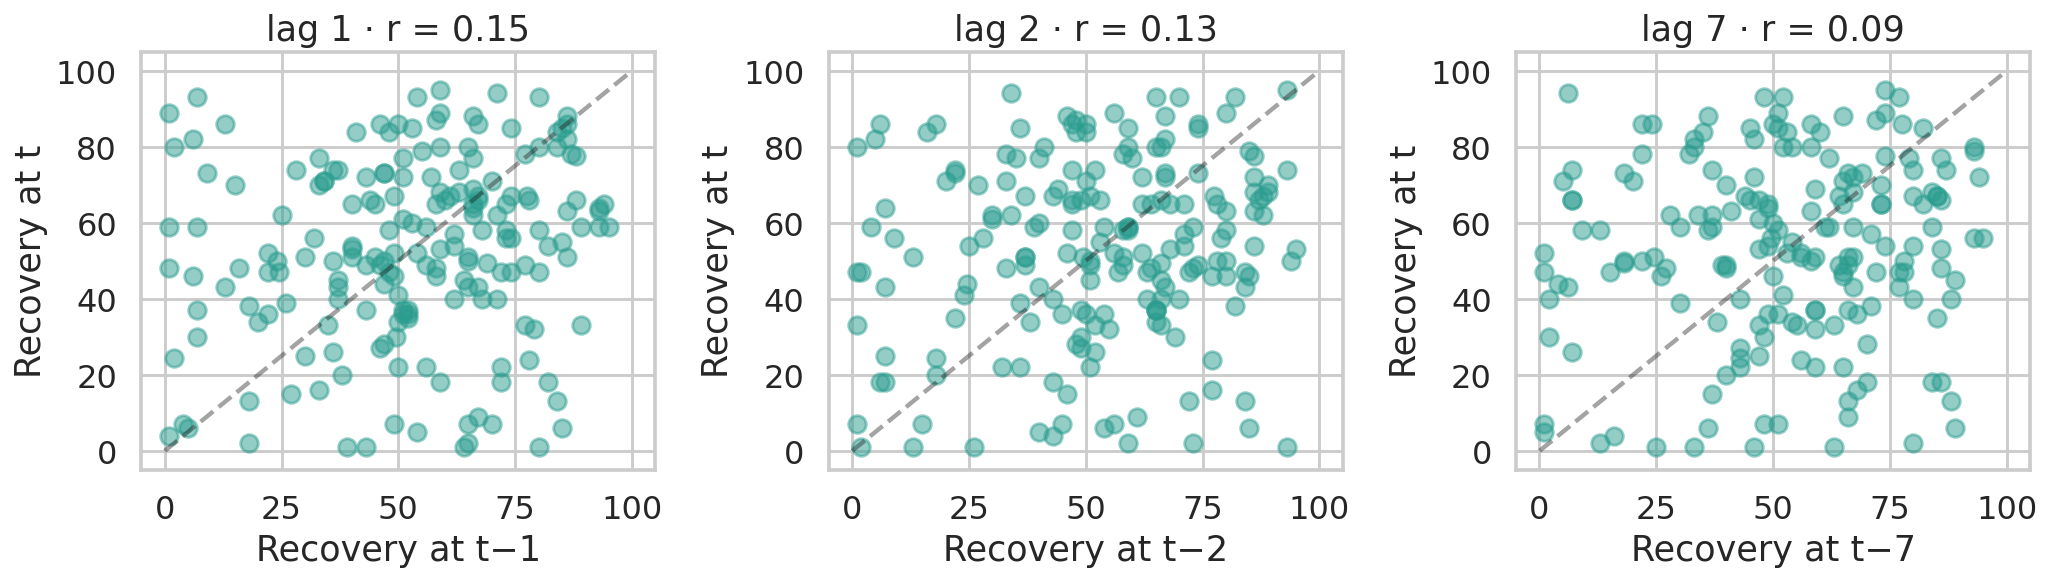 lag 1 · r = 0.15
100
80
60
40
20
0
Recovery at t
0 25 50 75 100
Recovery at t−1
lag 2 · r = 0.13
100
80
60
40
20
0
Recovery at t
0 25 50 75 100
Recovery at t−2
lag 7 · r = 0.09
100
80
60
40
20
0
Recovery at t
0 25 50 75 100
Recovery at t−7